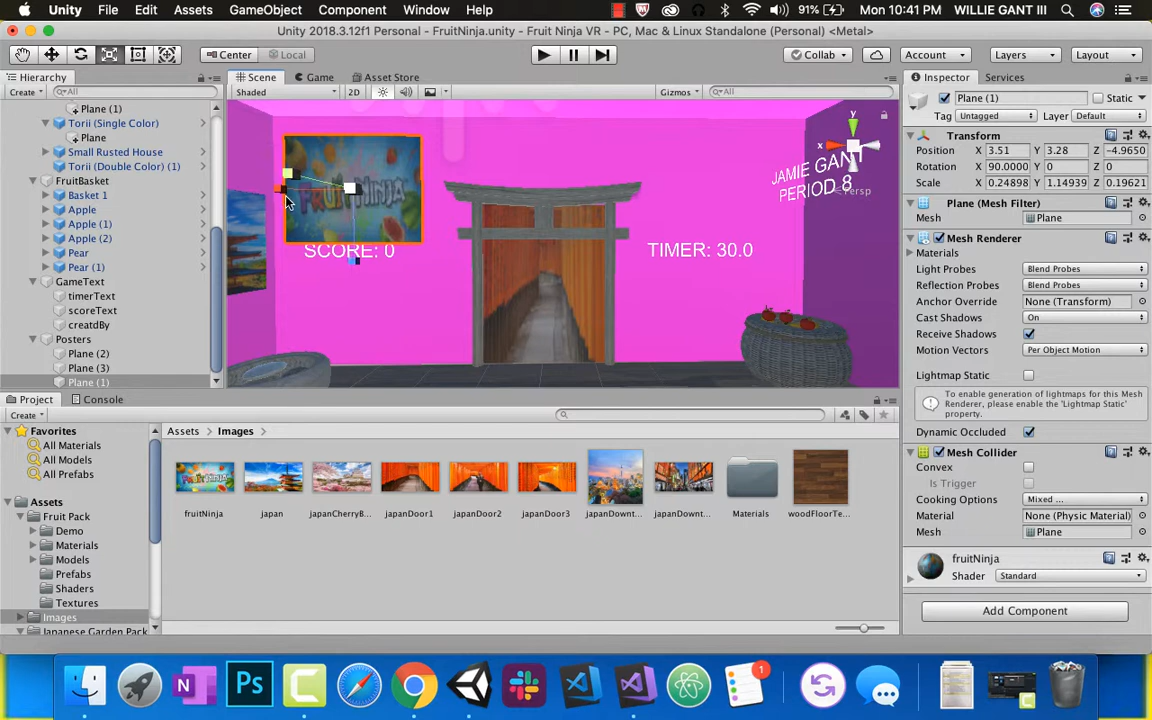 Unity File Edit Assets GameObject Component Window Help 91% Mon 10:41 PM WILLIE GANT III
Unity 2018.3.12f1 Personal - FruitNinja.unity - Fruit Ninja VR - PC, Mac & Linux Standalone (Personal) <Metal>
Center Local Collab Account Layers Layout
Hierarchy Scene Game Asset Store Inspector Services
Create All Shaded 2D Gizmos All Plane (1) Static
Tag Untagged Layer Default
Plane (1)
Torii (Single Color)
Plane
Small Rusted House
Torii (Double Color) (1)
FruitBasket
Basket 1
Apple
Apple (1)
Apple (2)
Pear
Pear (1)
GameText
timerText
scoreText
creatdBy
Posters
Plane (2)
Plane (3)
Plane (1)
FRUIT NINJA
SCORE: 0
TIMER: 30.0
JAMIE GANT
PERIOD 8
y
x
z
Persp
Transform
Position X 3.51 Y 3.28 Z -4.9650
Rotation X 90.0000 Y 0 Z 0
Scale X 0.24898 Y 1.14939 Z 0.19621
Plane (Mesh Filter)
Mesh Plane
Mesh Renderer
Materials
Light Probes Blend Probes
Reflection Probes Blend Probes
Anchor Override None (Transform)
Cast Shadows On
Receive Shadows
Motion Vectors Per Object Motion
Lightmap Static
To enable generation of lightmaps for this Mesh Renderer, please enable the 'Lightmap Static' property.
Dynamic Occluded
Mesh Collider
Convex
Is Trigger
Cooking Options Mixed ...
Material None (Physic Material)
Mesh Plane
fruitNinja
Shader Standard
Add Component
Project Console
Create
Favorites
All Materials
All Models
All Prefabs
Assets
Fruit Pack
Demo
Materials
Models
Prefabs
Shaders
Textures
Images
Japanese Garden Pack
Assets Images
fruitNinja japan japanCherryB... japanDoor1 japanDoor2 japanDoor3 japanDownt... japanDownt... Materials woodFloorTe...
N Ps C 1